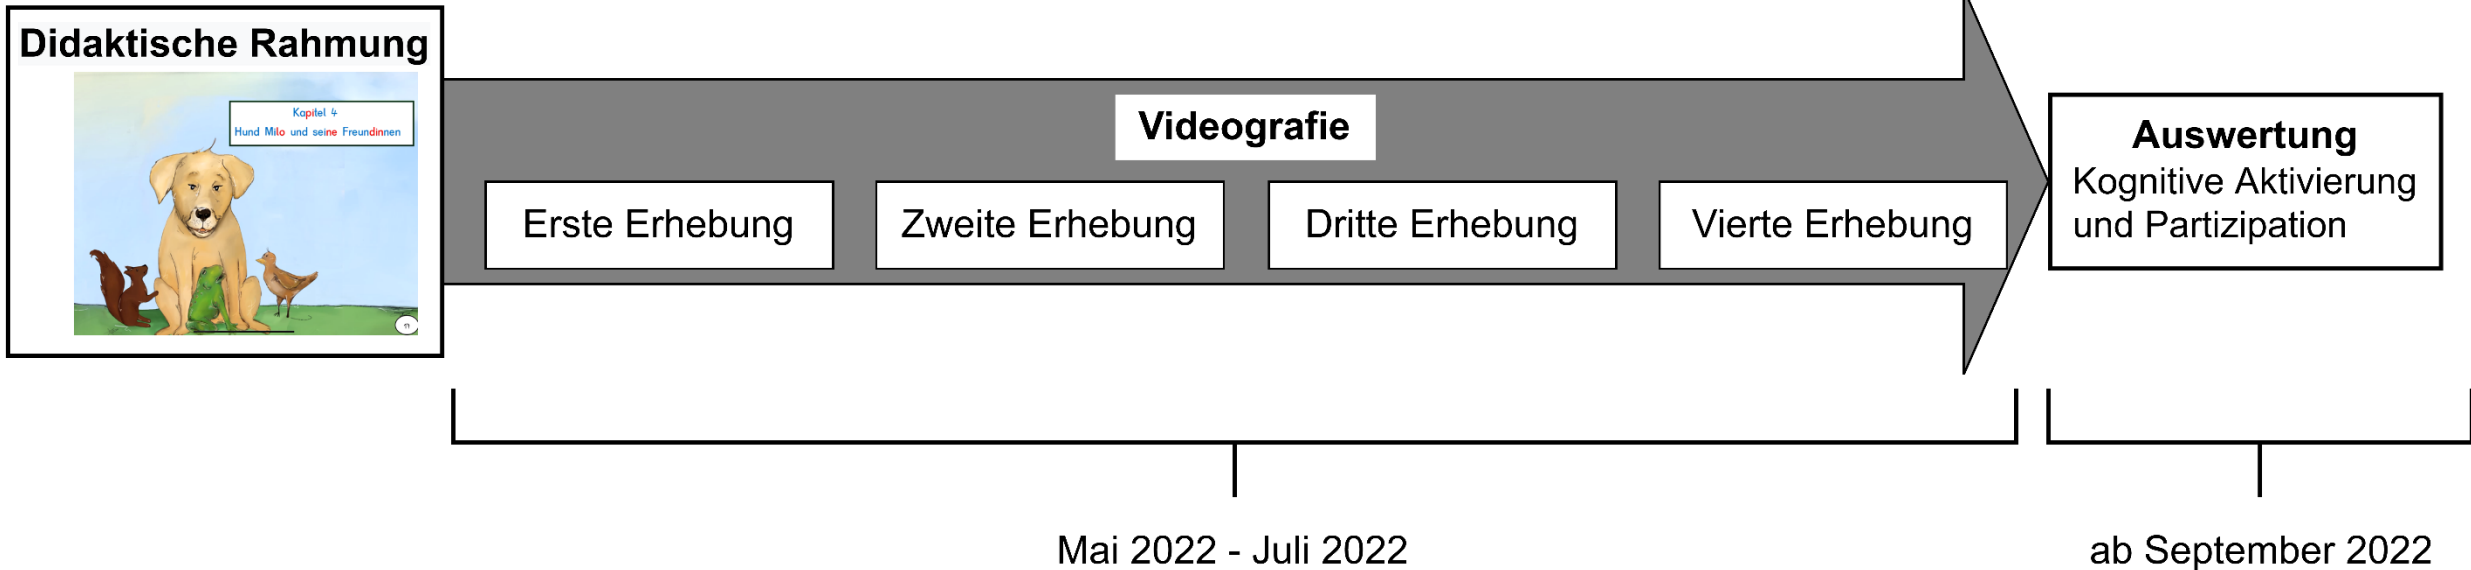 Didaktische Rahmung
Kapitel 4
Hund Milo und seine Freundinnen
Videografie
Erste Erhebung
Zweite Erhebung
Dritte Erhebung
Vierte Erhebung
Auswertung
Kognitive Aktivierung
und Partizipation
Mai 2022 - Juli 2022
ab September 2022